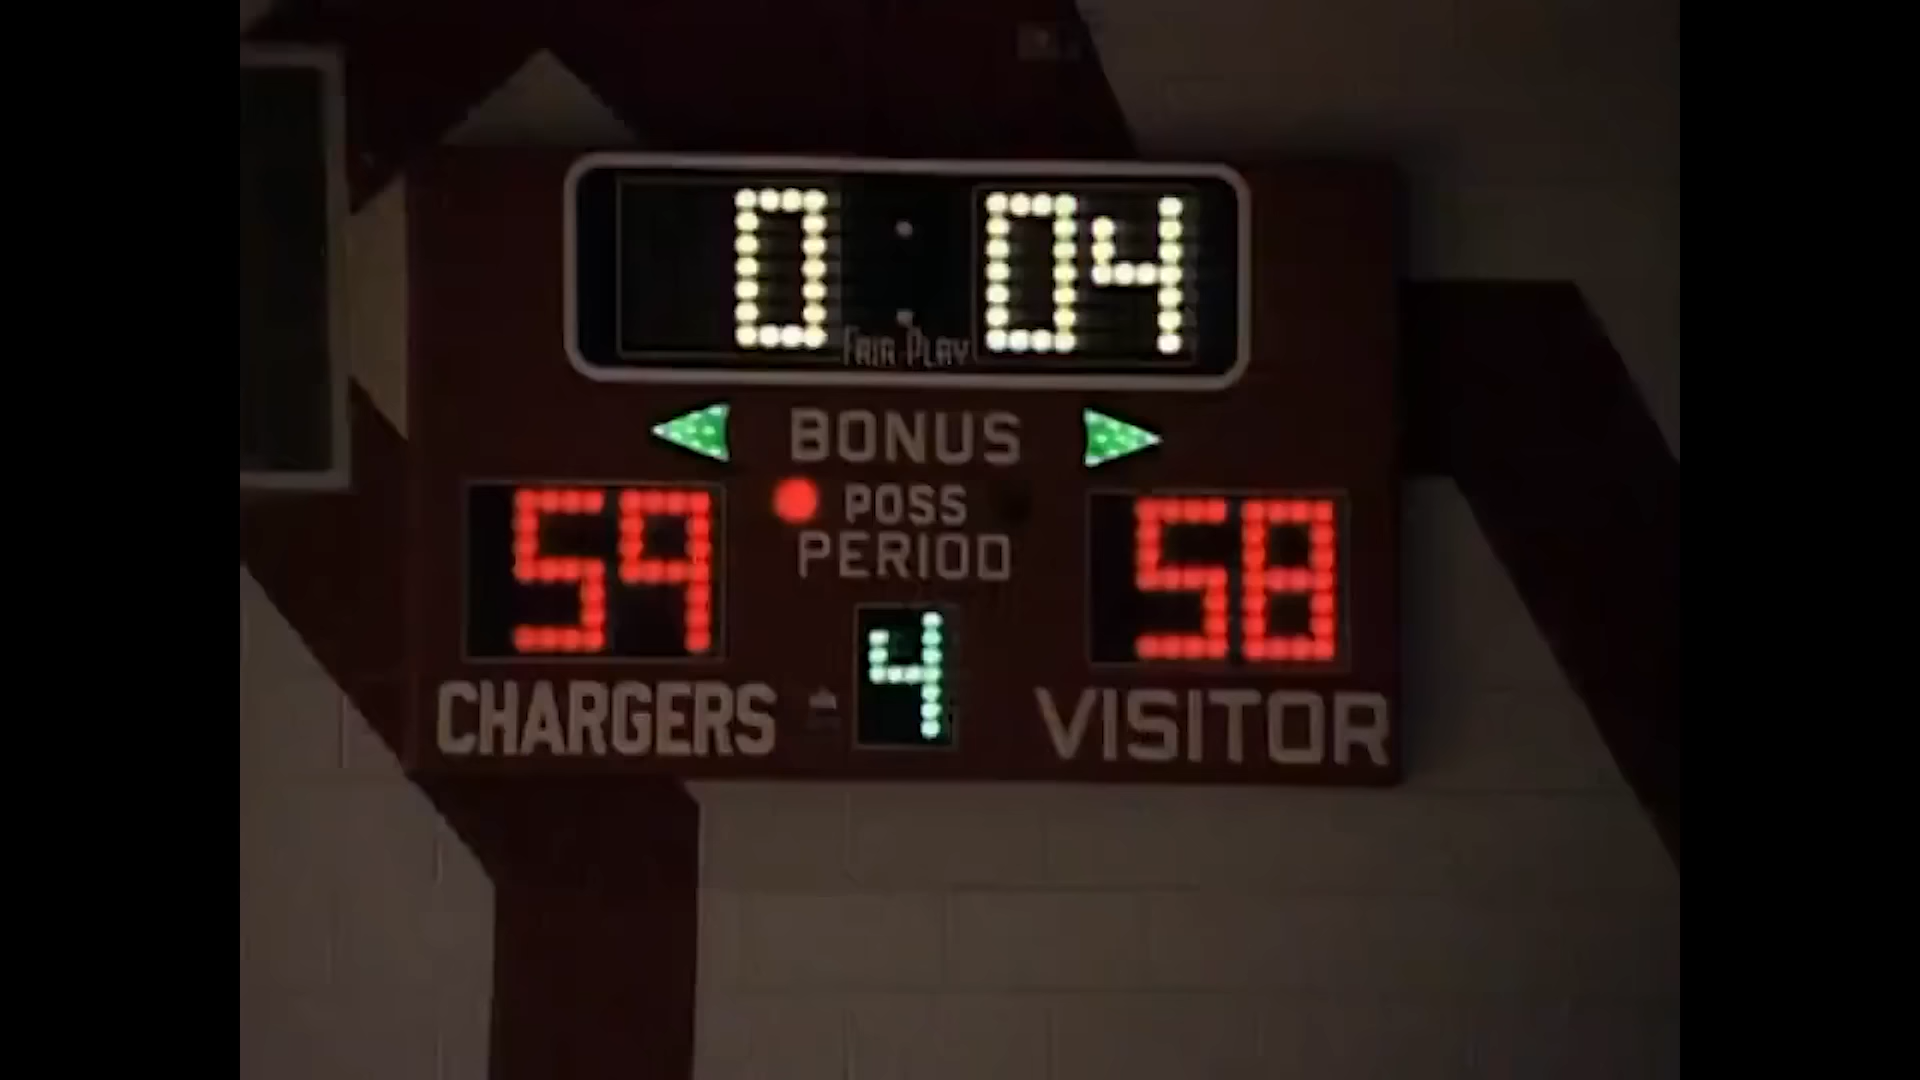 0:04
FAIR-PLAY
BONUS
59 POSS 58
PERIOD
4
CHARGERS VISITOR